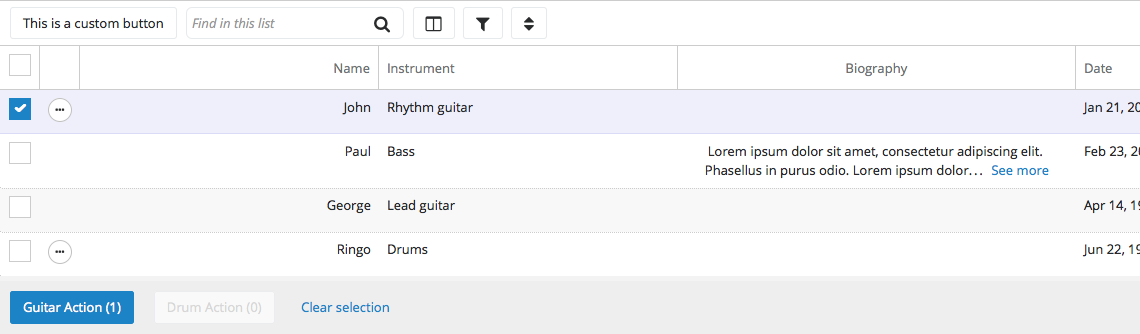 This is a custom button Find in this list
Name Instrument Biography Date
John Rhythm guitar Jan 21, 20
Paul Bass Lorem ipsum dolor sit amet, consectetur adipiscing elit. Feb 23, 20
Phasellus in purus odio. Lorem ipsum dolor... See more
George Lead guitar Apr 14, 19
Ringo Drums Jun 22, 19
Guitar Action (1) Drum Action (0) Clear selection